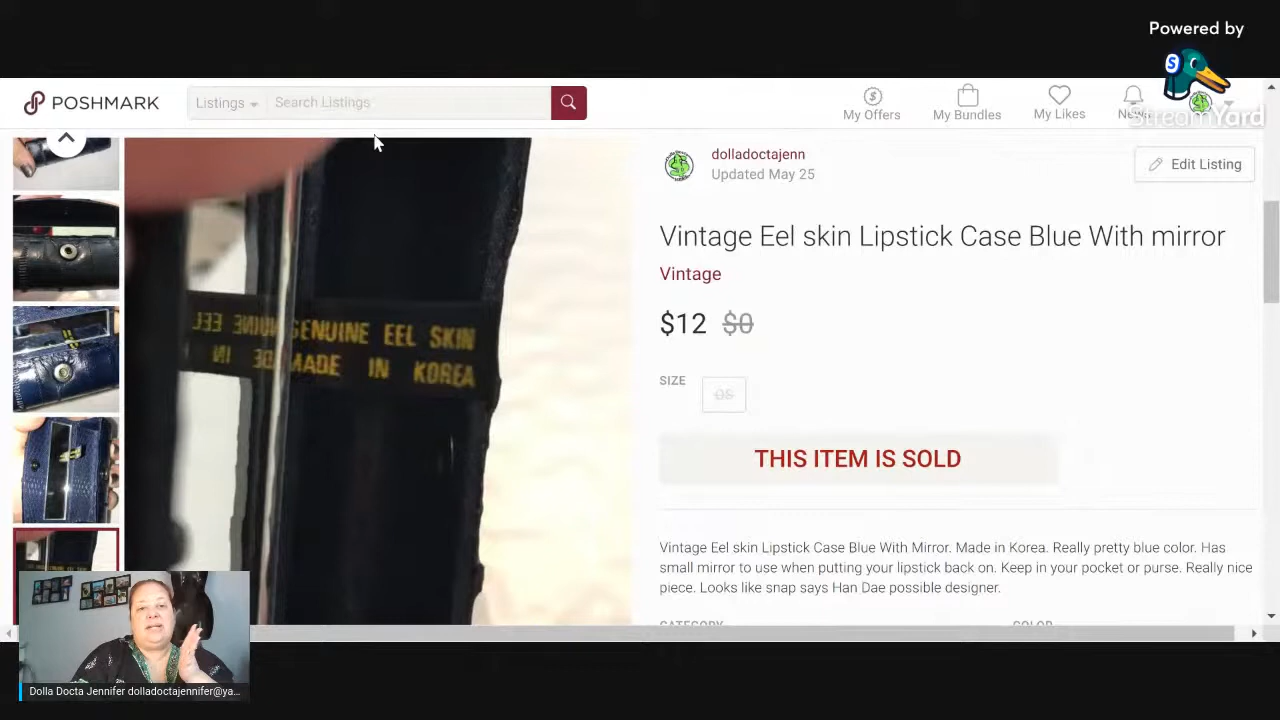 Powered by
StreamYard
POSHMARK
Listings
Search Listings
My Offers
My Bundles
My Likes
dolladoctajenn
Updated May 25
Edit Listing
Vintage Eel skin Lipstick Case Blue With mirror
Vintage
$12 $0
SIZE
OS
THIS ITEM IS SOLD
GENUINE EEL SKIN
MADE IN KOREA
Vintage Eel skin Lipstick Case Blue With Mirror. Made in Korea. Really pretty blue color. Has
small mirror to use when putting your lipstick back on. Keep in your pocket or purse. Really nice
piece. Looks like snap says Han Dae possible designer.
CATEGORY
COLOR
Dolla Docta Jennifer dolladoctajennifer@ya...